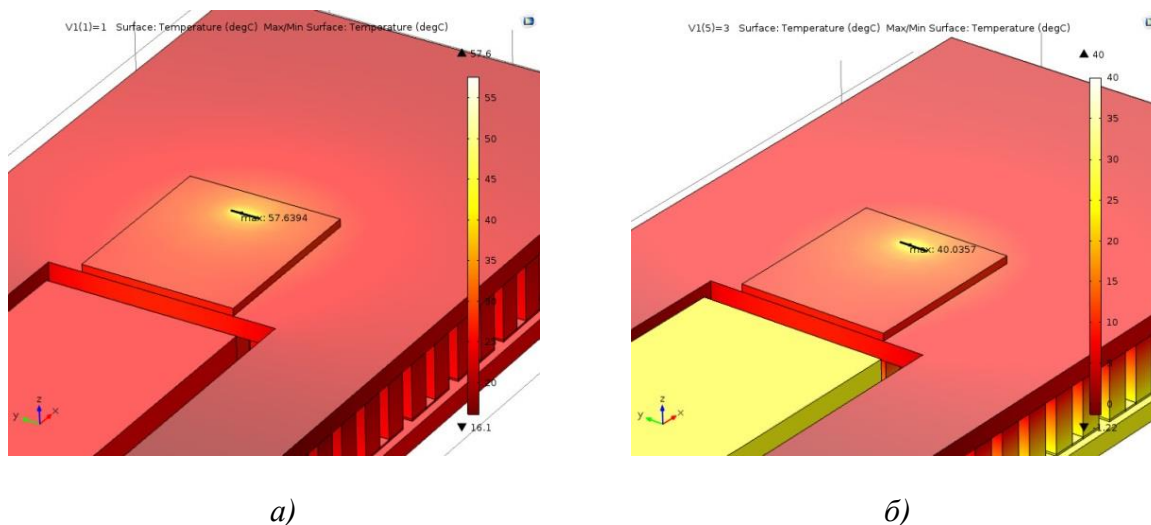 V1(1)=1 Surface: Temperature (degC) Max/Min Surface: Temperature (degC)
▲ 57.6
55
50
45
40
35
20
▼ 16.1
max: 57.6394
z
y
x
V1(5)=3 Surface: Temperature (degC) Max/Min Surface: Temperature (degC)
▲ 40
40
35
30
25
20
15
10
0
▼ -1.22
max: 40.0357
z
y
x
а)
б)